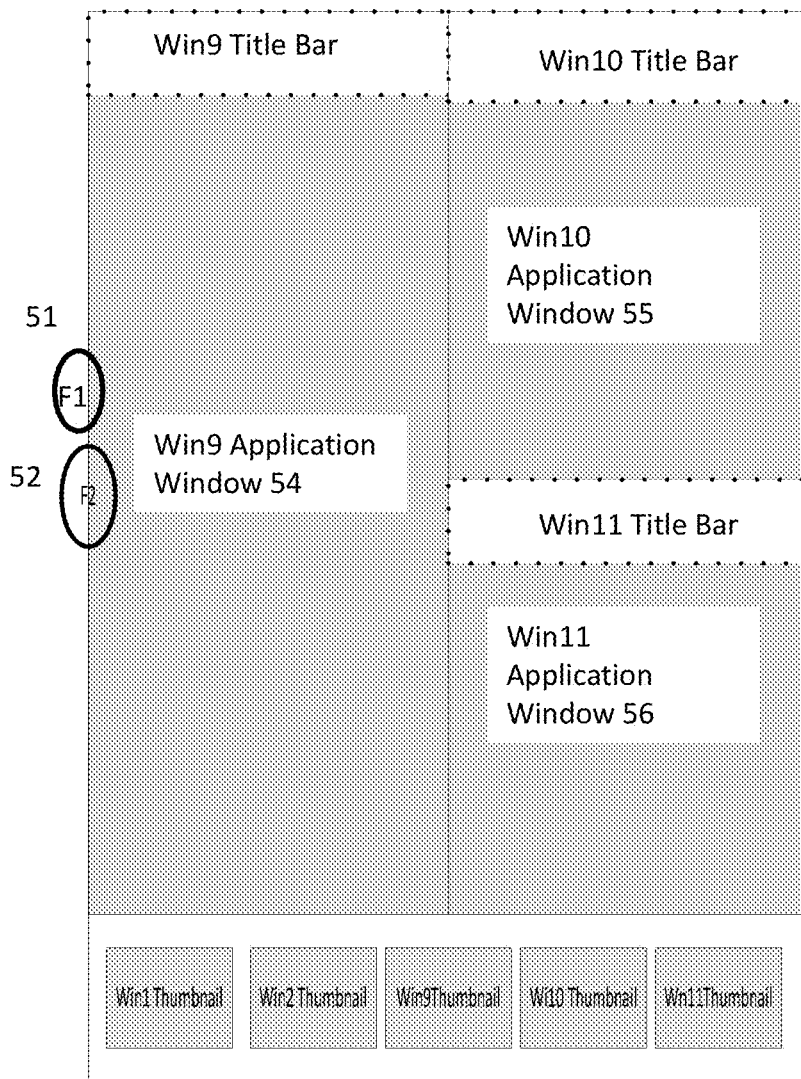 Win9 Title Bar
Win10 Title Bar
Win10
Application
Window 55
51
F1
Win9 Application
Window 54
52
F2
Win11 Title Bar
Win11
Application
Window 56
Win1 Thumbnail
Win2 Thumbnail
Win9Thumbnail
Wi10 Thumbnail
Wn11Thumbnail